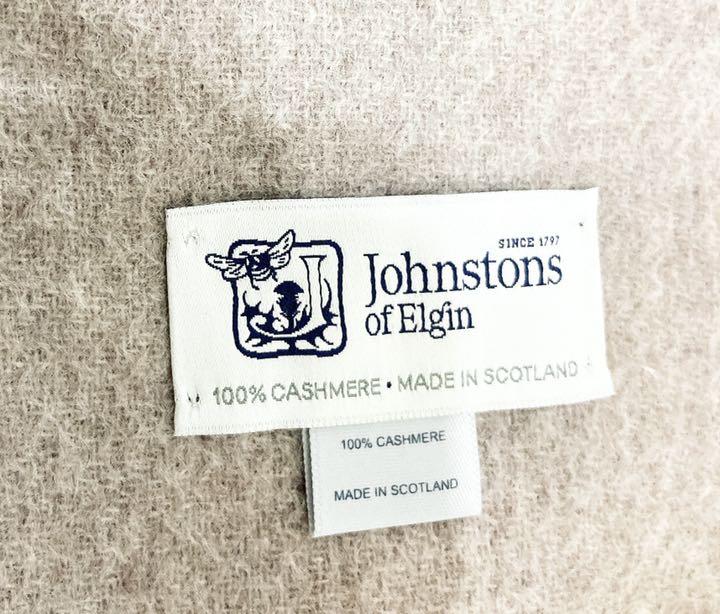 SINCE 1797
Johnstons
of Elgin
100% CASHMERE • MADE IN SCOTLAND
100% CASHMERE
MADE IN SCOTLAND